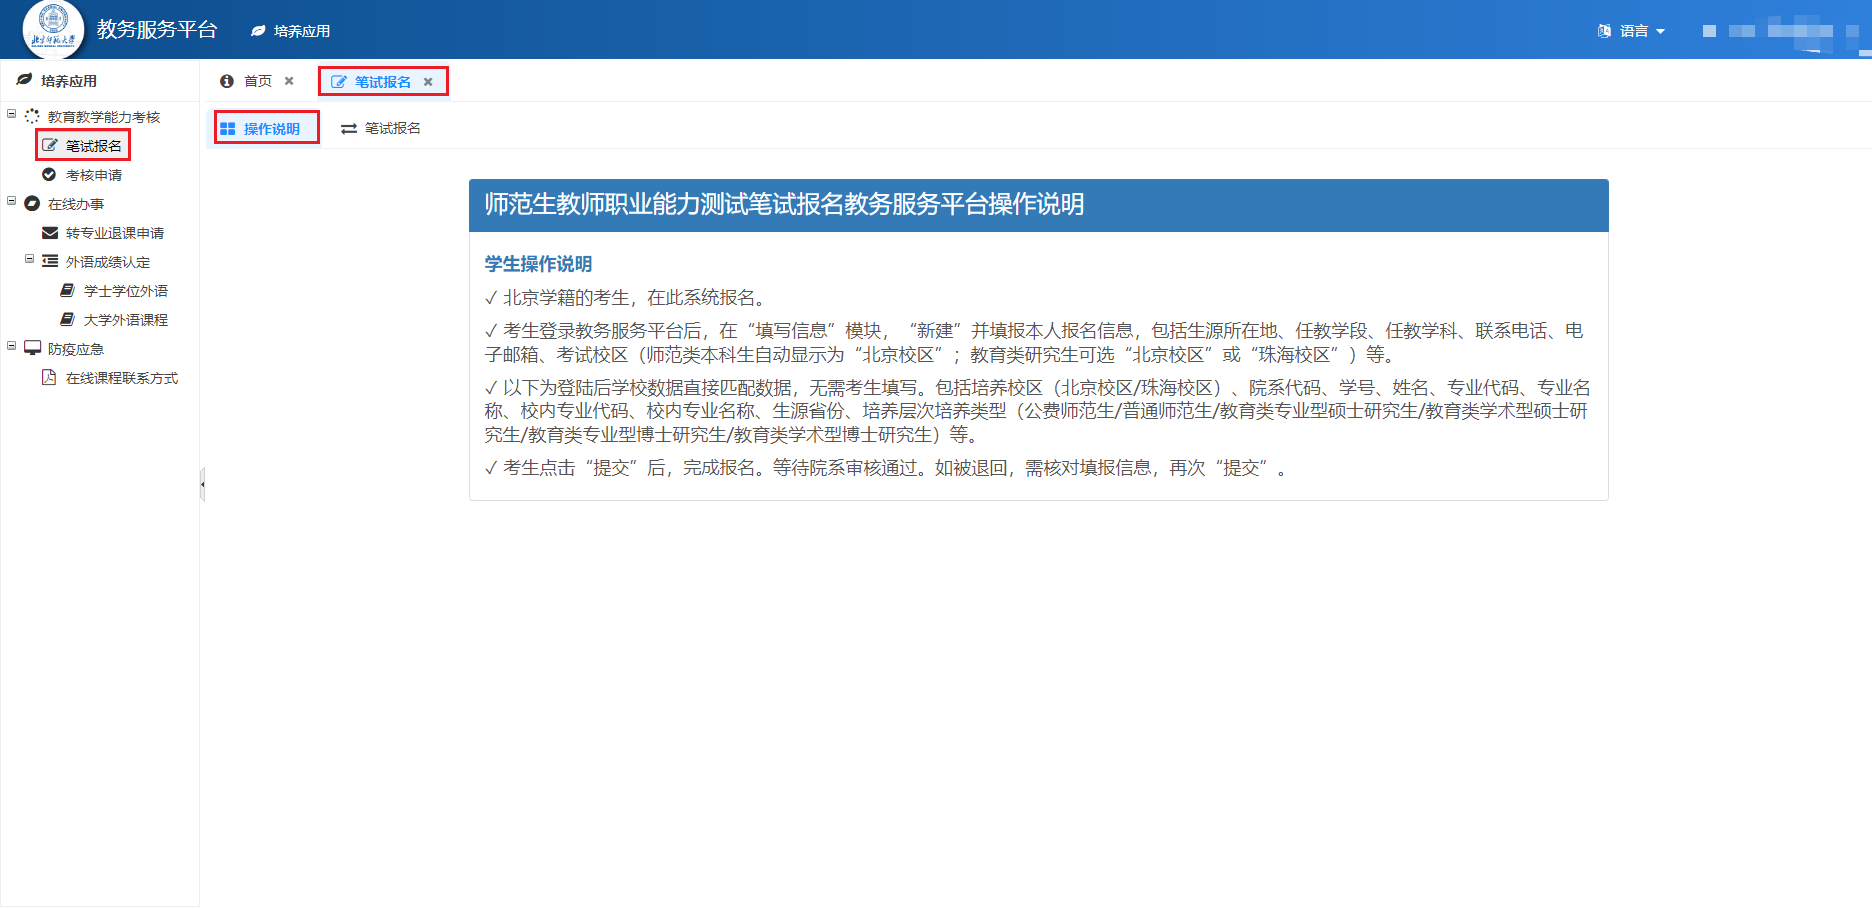 北京师范大学
教务服务平台
培养应用
语言
培养应用
教育教学能力考核
笔试报名
考核申请
在线办事
转专业退课申请
外语成绩认定
学士学位外语
大学外语课程
防疫应急
在线课程联系方式
首页
笔试报名
操作说明
笔试报名
师范生教师职业能力测试笔试报名教务服务平台操作说明
学生操作说明
✓ 北京学籍的考生，在此系统报名。
✓ 考生登录教务服务平台后，在“填写信息”模块，“新建”并填报本人报名信息，包括生源所在地、任教学段、任教学科、联系电话、电
子邮箱、考试校区（师范类本科生自动显示为“北京校区”；教育类研究生可选“北京校区”或“珠海校区”）等。
✓ 以下为登陆后学校数据直接匹配数据，无需考生填写。包括培养校区（北京校区/珠海校区）、院系代码、学号、姓名、专业代码、专业名
称、校内专业代码、校内专业名称、生源省份、培养层次培养类型（公费师范生/普通师范生/教育类专业型硕士研究生/教育类学术型硕士研
究生/教育类专业型博士研究生/教育类学术型博士研究生）等。
✓ 考生点击“提交”后，完成报名。等待院系审核通过。如被退回，需核对填报信息，再次“提交”。